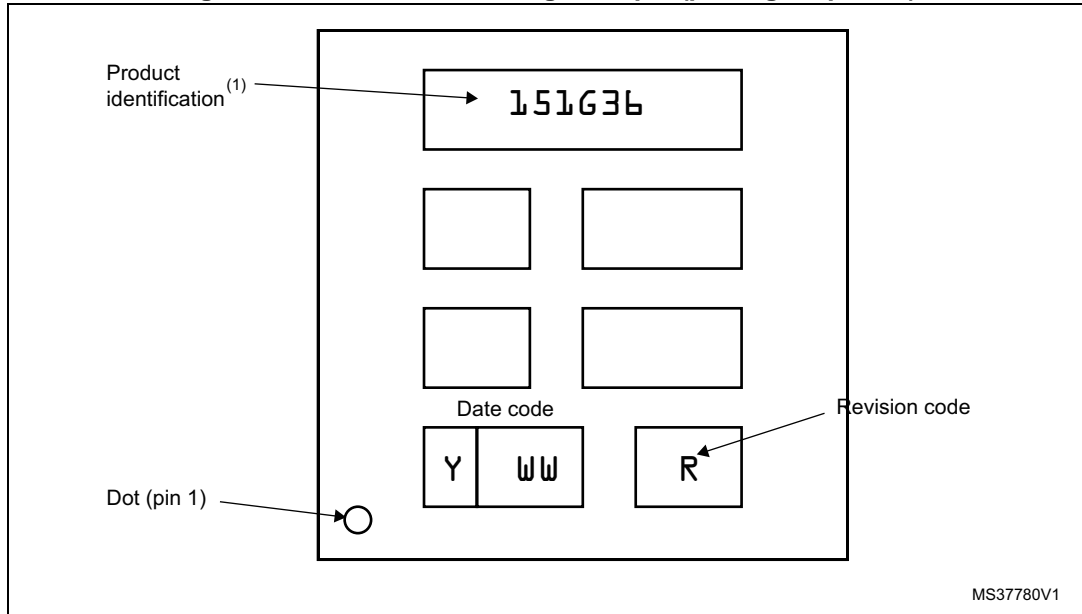 Product
identification (1)
151G36
Date code
Revision code
Y WW R
Dot (pin 1)
MS37780V1